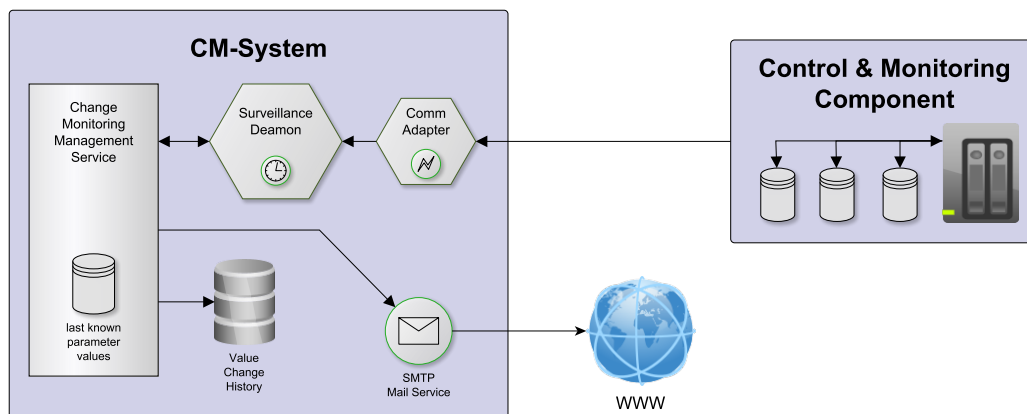 CM-System
Change
Monitoring
Management
Service
Surveillance
Deamon
Comm
Adapter
last known
parameter
values
Value
Change
History
SMTP
Mail Service
Control & Monitoring
Component
WWW